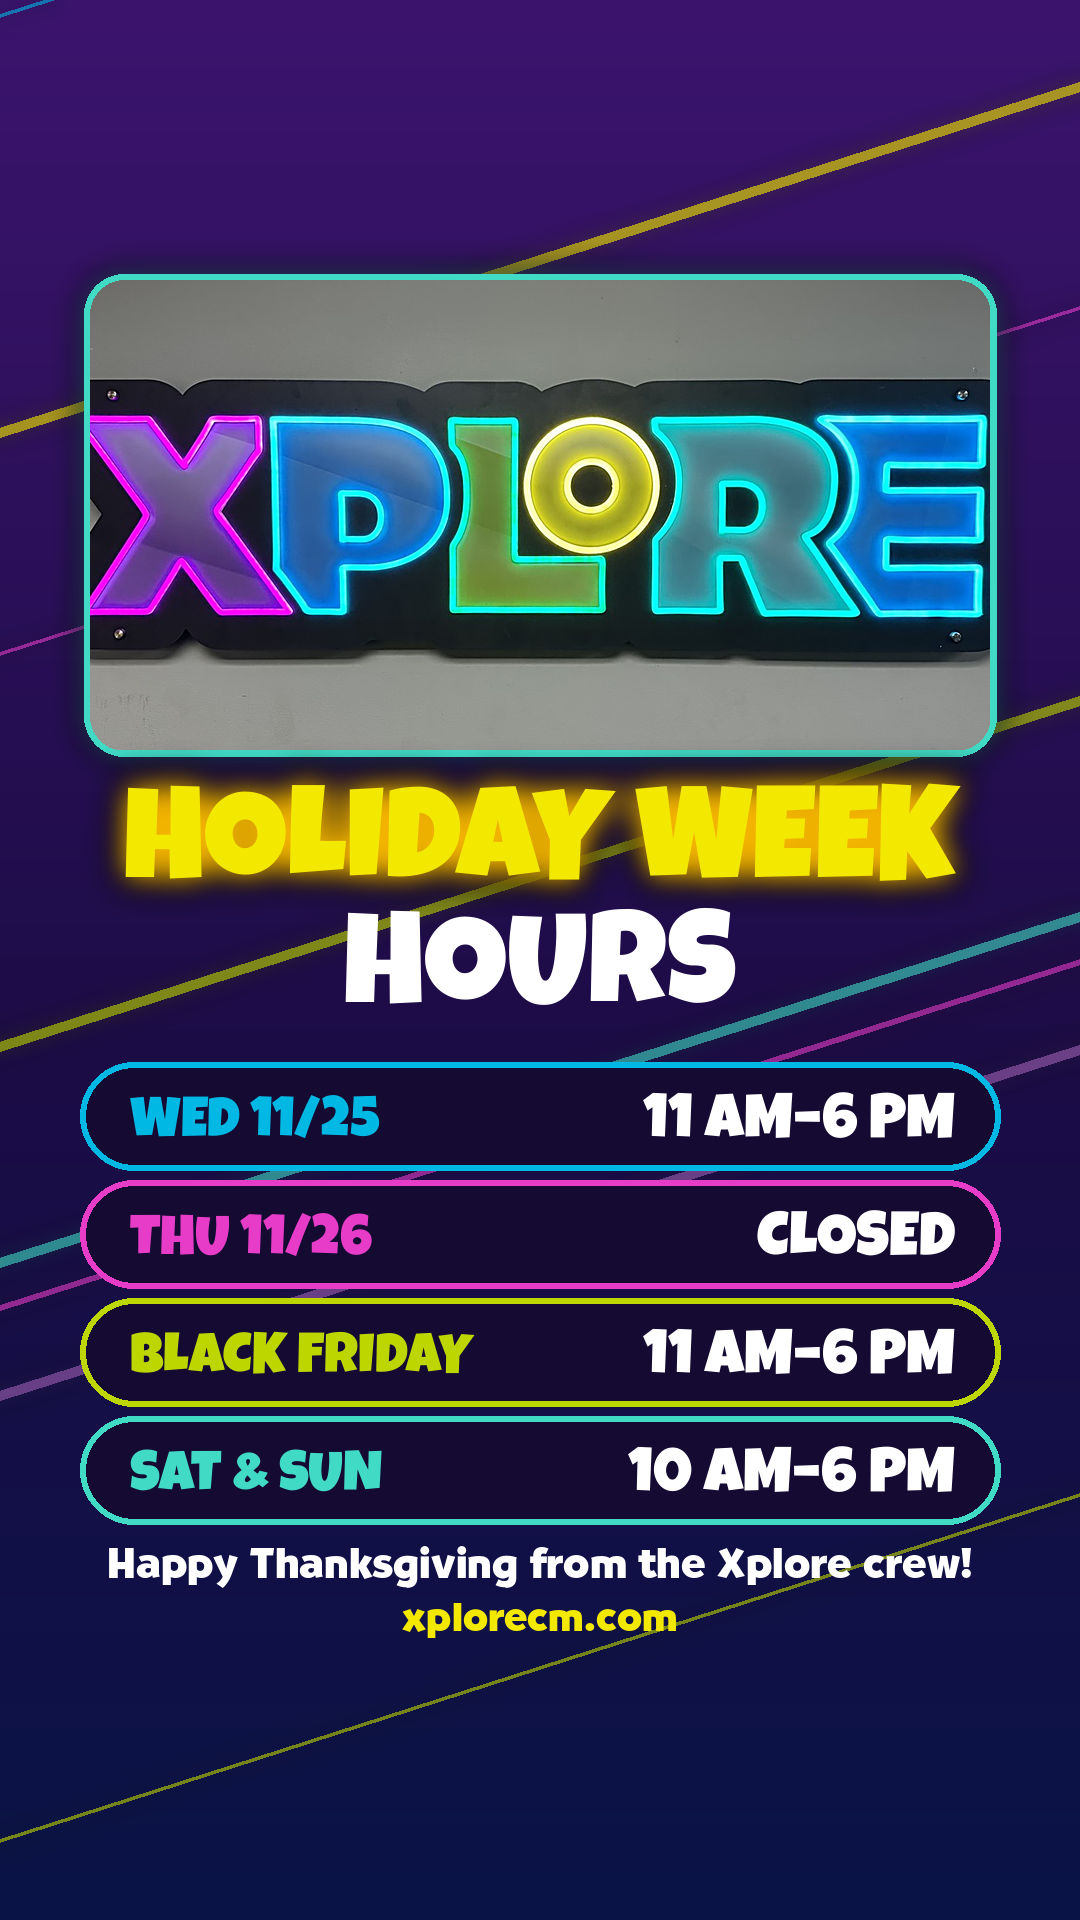 XPLORE
HOLIDAY WEEK
HOURS
WED 11/25 11 AM–6 PM
THU 11/26 CLOSED
BLACK FRIDAY 11 AM–6 PM
SAT & SUN 10 AM–6 PM
Happy Thanksgiving from the Xplore crew!
xplorecm.com